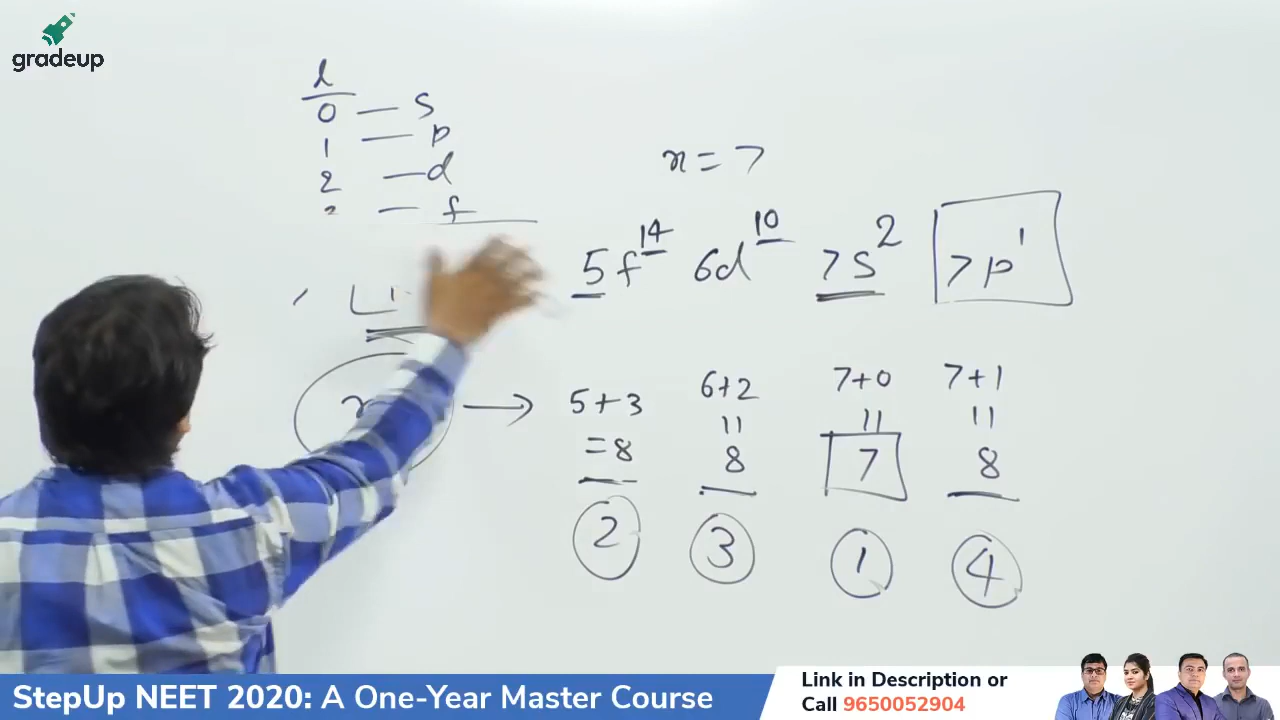 gradeup
l
0 — s
1 — p
2 — d
— f
n = 7
5f¹⁴ 6d¹⁰ 7s² 7p¹
→ 5+3 6+2 7+0 7+1
=8 || || ||
8 7 8
② ③ ① ④
StepUp NEET 2020: A One-Year Master Course
Link in Description or
Call 9650052904